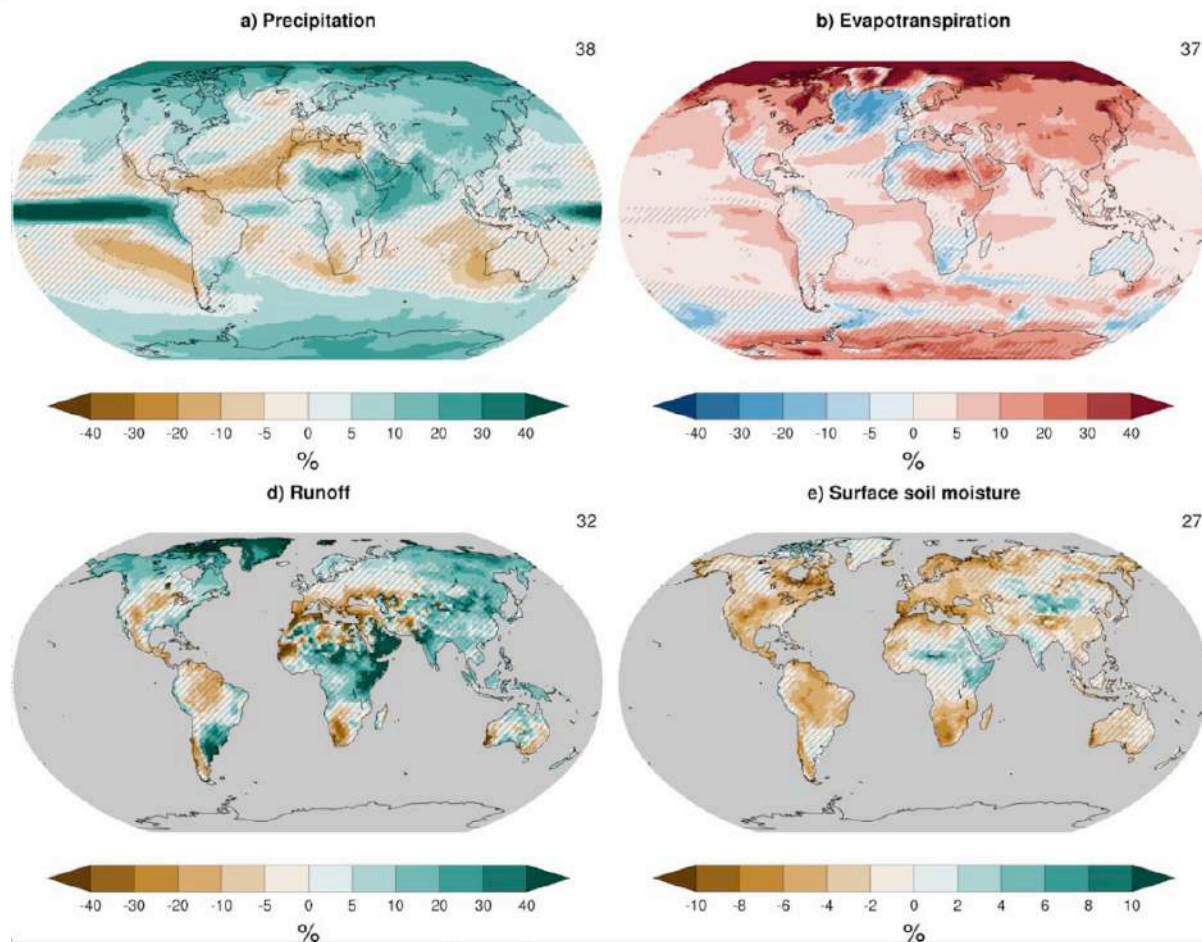 a) Precipitation
38
b) Evapotranspiration
37
-40 -30 -20 -10 -5 0 5 10 20 30 40
%
-40 -30 -20 -10 -5 0 5 10 20 30 40
%
d) Runoff
32
e) Surface soil moisture
27
-40 -30 -20 -10 -5 0 5 10 20 30 40
%
-10 -8 -6 -4 -2 0 2 4 6 8 10
%